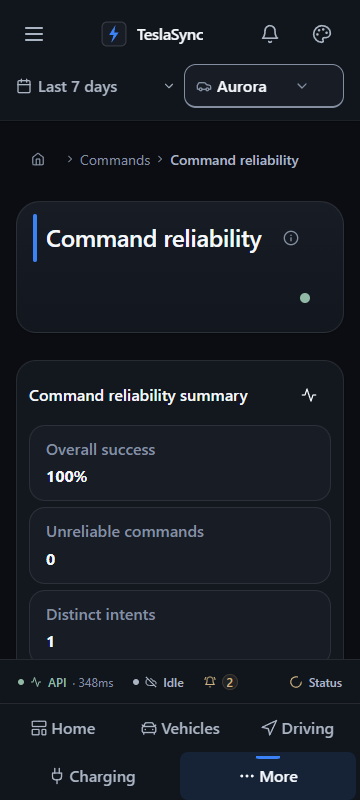 TeslaSync
Last 7 days
Aurora
Commands
Command reliability
Command reliability
Command reliability summary
Overall success
100%
Unreliable commands
0
Distinct intents
1
API · 348ms
Idle
2
Status
Home
Vehicles
Driving
Charging
More